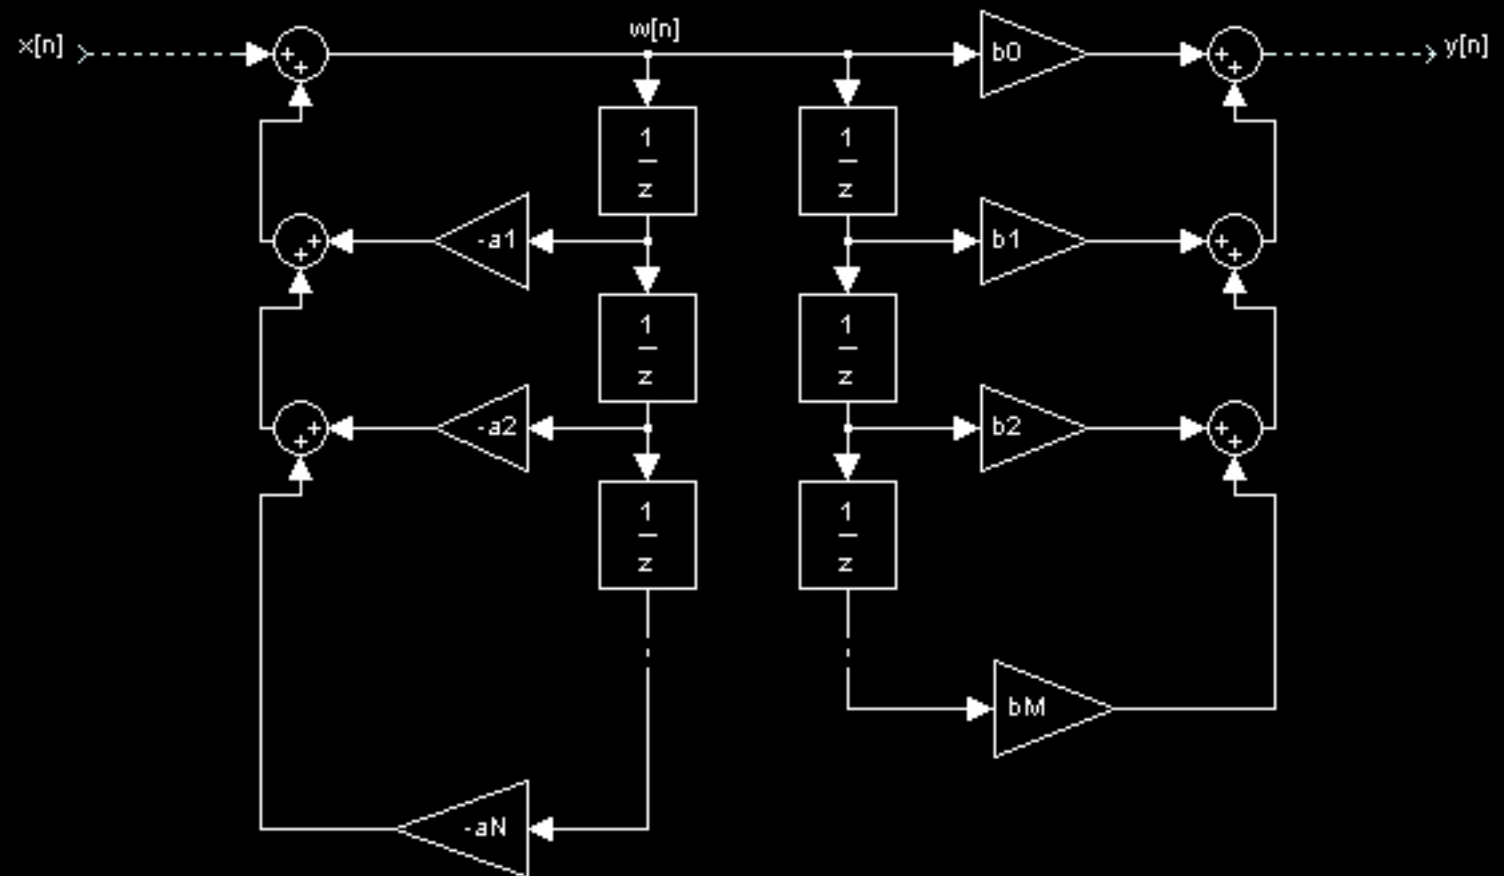 x[n]
w[n]
y[n]
+
+
b0
+
+
1
z
1
z
+
+
-a1
b1
+
+
1
z
1
z
+
+
-a2
b2
+
+
1
z
1
z
bM
-aN